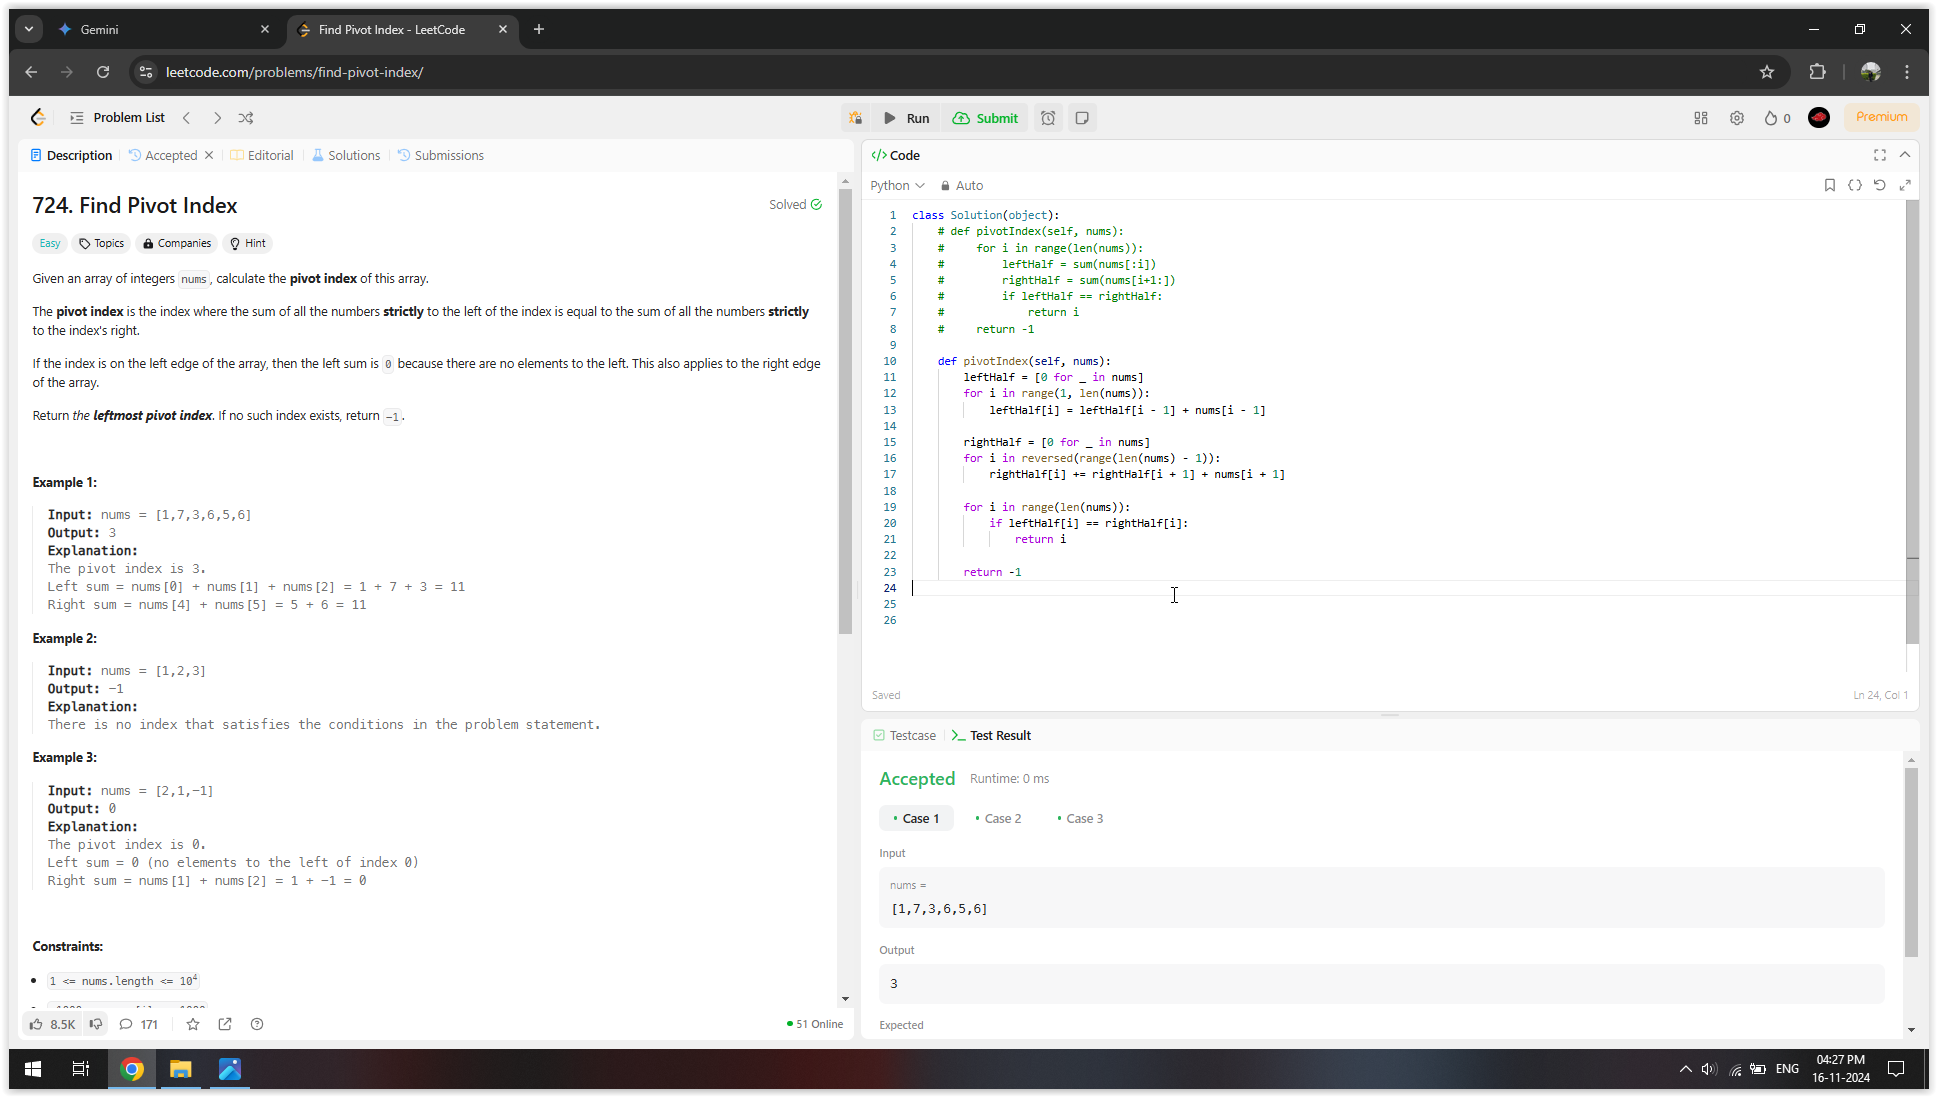 Gemini
Find Pivot Index - LeetCode
leetcode.com/problems/find-pivot-index/
Problem List
Run
Submit
0
Premium
Description
Accepted
Editorial
Solutions
Submissions
724. Find Pivot Index
Solved
Easy
Topics
Companies
Hint
Given an array of integers nums , calculate the pivot index of this array.
The pivot index is the index where the sum of all the numbers strictly to the left of the index is equal to the sum of all the numbers strictly
to the index's right.
If the index is on the left edge of the array, then the left sum is 0 because there are no elements to the left. This also applies to the right edge
of the array.
Return the leftmost pivot index. If no such index exists, return -1 .
Example 1:
Input: nums = [1,7,3,6,5,6]
Output: 3
Explanation:
The pivot index is 3.
Left sum = nums[0] + nums[1] + nums[2] = 1 + 7 + 3 = 11
Right sum = nums[4] + nums[5] = 5 + 6 = 11
Example 2:
Input: nums = [1,2,3]
Output: -1
Explanation:
There is no index that satisfies the conditions in the problem statement.
Example 3:
Input: nums = [2,1,-1]
Output: 0
Explanation:
The pivot index is 0.
Left sum = 0 (no elements to the left of index 0)
Right sum = nums[1] + nums[2] = 1 + -1 = 0
Constraints:
1 <= nums.length <= 10⁴
8.5K
171
51 Online
</> Code
Python
Auto
1 class Solution(object):
2 # def pivotIndex(self, nums):
3 # for i in range(len(nums)):
4 # leftHalf = sum(nums[:i])
5 # rightHalf = sum(nums[i+1:])
6 # if leftHalf == rightHalf:
7 # return i
8 # return -1
9
10 def pivotIndex(self, nums):
11 leftHalf = [0 for _ in nums]
12 for i in range(1, len(nums)):
13 leftHalf[i] = leftHalf[i - 1] + nums[i - 1]
14
15 rightHalf = [0 for _ in nums]
16 for i in reversed(range(len(nums) - 1)):
17 rightHalf[i] += rightHalf[i + 1] + nums[i + 1]
18
19 for i in range(len(nums)):
20 if leftHalf[i] == rightHalf[i]:
21 return i
22
23 return -1
24
25
26
Saved
Ln 24, Col 1
Testcase
Test Result
Accepted
Runtime: 0 ms
Case 1
Case 2
Case 3
Input
nums =
[1,7,3,6,5,6]
Output
3
Expected
ENG
04:27 PM
16-11-2024